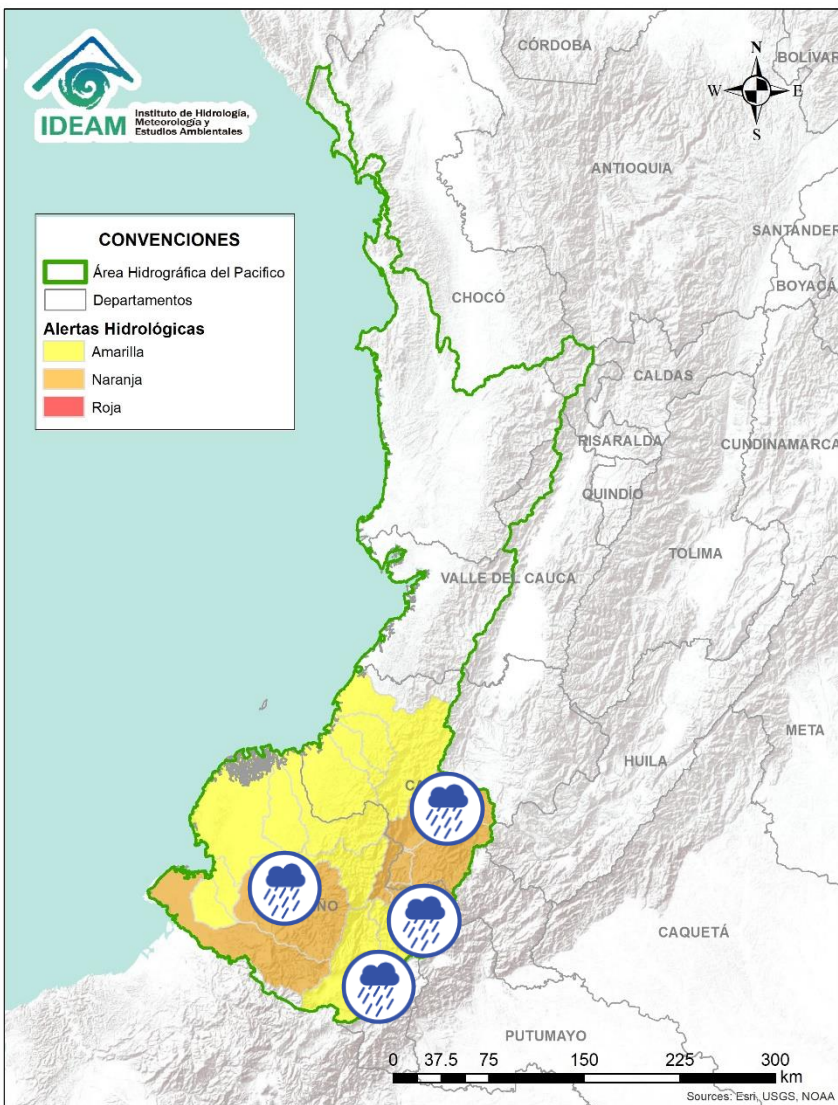 IDEAM
Instituto de Hidrología,
Meteorología y
Estudios Ambientales
N
W
E
S
CÓRDOBA
BOLÍVAR
ANTIOQUIA
SANTANDER
BOYACÁ
CHOCÓ
CALDAS
RISARALDA
CUNDINAMARCA
QUINDÍO
TOLIMA
VALLE DEL CAUCA
META
HUILA
CA
ÑO
CAQUETÁ
PUTUMAYO
CONVENCIONES
Área Hidrográfica del Pacifico
Departamentos
Alertas Hidrológicas
Amarilla
Naranja
Roja
0 37.5 75 150 225 300
km
Sources: Esri, USGS, NOAA